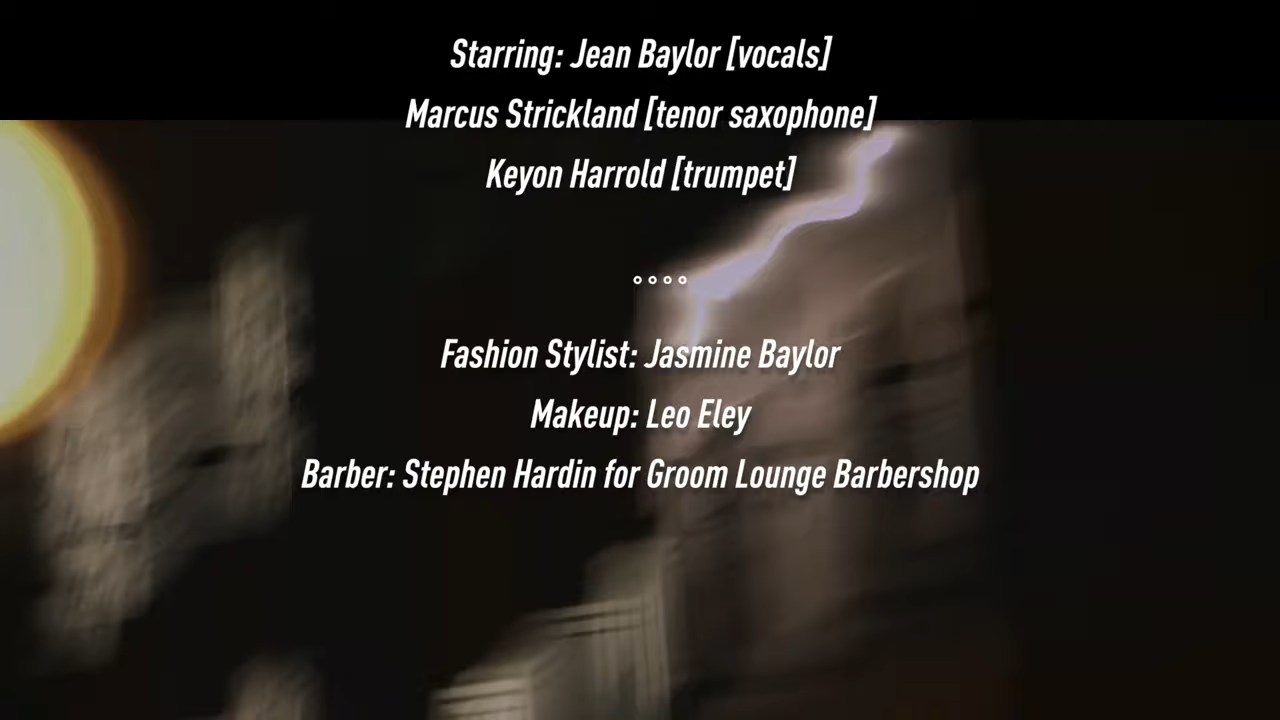 Starring: Jean Baylor [vocals]
Marcus Strickland [tenor saxophone]
Keyon Harrold [trumpet]
°°°°
Fashion Stylist: Jasmine Baylor
Makeup: Leo Eley
Barber: Stephen Hardin for Groom Lounge Barbershop